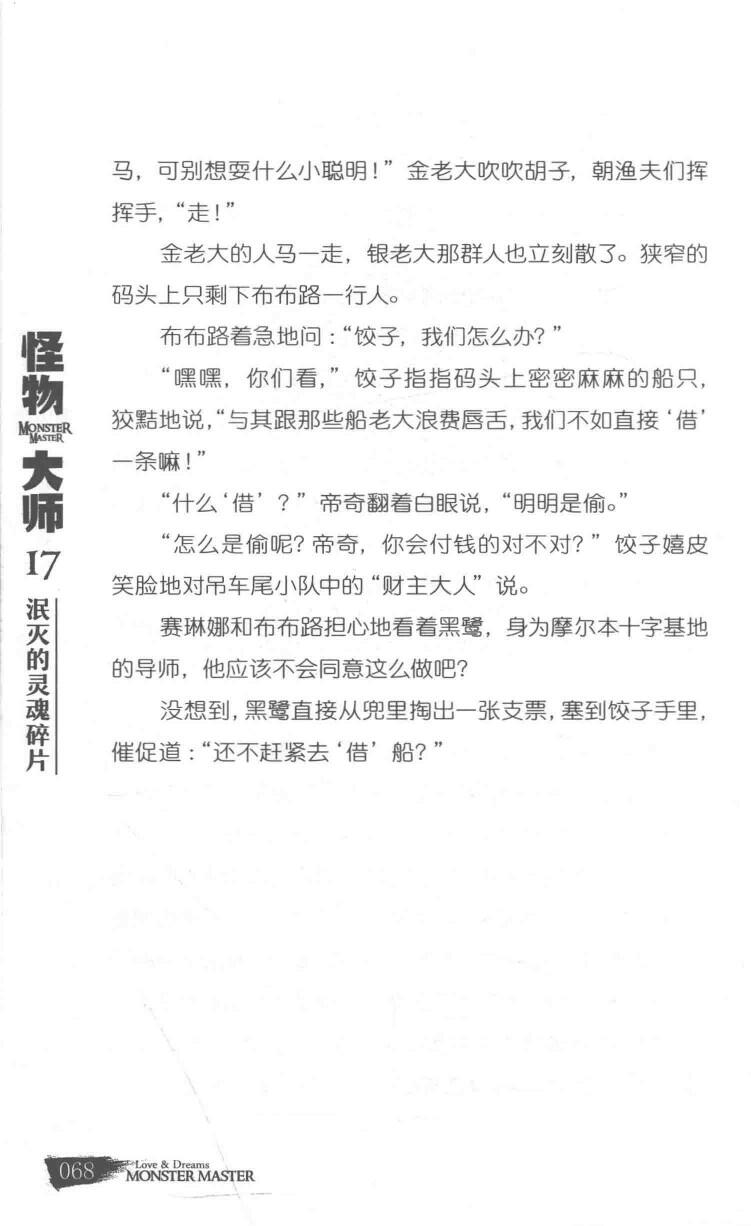 马，可别想耍什么小聪明！”金老大吹吹胡子，朝渔夫们挥
挥手，“走！”
金老大的人马一走，银老大那群人也立刻散了。狭窄的
码头上只剩下布布路一行人。
布布路着急地问：“饺子，我们怎么办？”
“嘿嘿，你们看，”饺子指指码头上密密麻麻的船只，
狡黠地说，“与其跟那些船老大浪费唇舌，我们不如直接‘借’
一条嘛！”
“什么‘借’？”帝奇翻着白眼说，“明明是偷。”
“怎么是偷呢？帝奇，你会付钱的对不对？”饺子嬉皮
笑脸地对吊车尾小队中的“财主大人”说。
赛琳娜和布布路担心地看着黑鹭，身为摩尔本十字基地
的导师，他应该不会同意这么做吧？
没想到，黑鹭直接从兜里掏出一张支票，塞到饺子手里，
催促道：“还不赶紧去‘借’船？”
怪物
MONSTER
MASTER
大师
17
泯灭的灵魂碎片
068
Love & Dreams
MONSTER MASTER